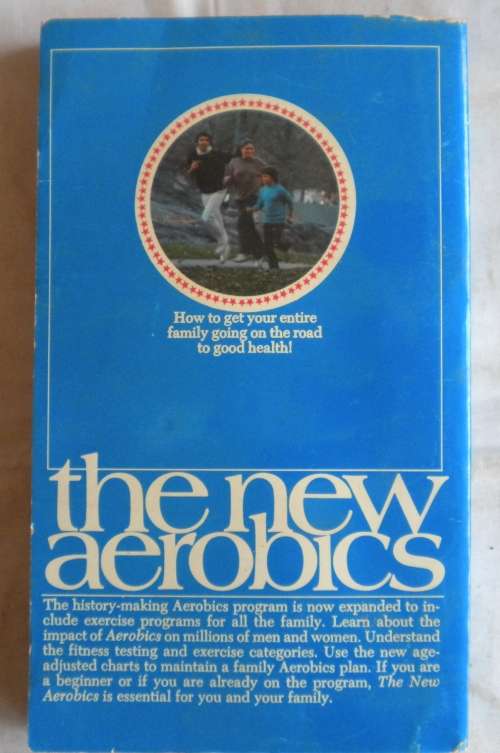 How to get your entire
family going on the road
to good health!
the new
aerobics
The history-making Aerobics program is now expanded to in-
clude exercise programs for all the family. Learn about the
impact of Aerobics on millions of men and women. Understand
the fitness testing and exercise categories. Use the new age-
adjusted charts to maintain a family Aerobics plan. If you are
a beginner or if you are already on the program, The New
Aerobics is essential for you and your family.